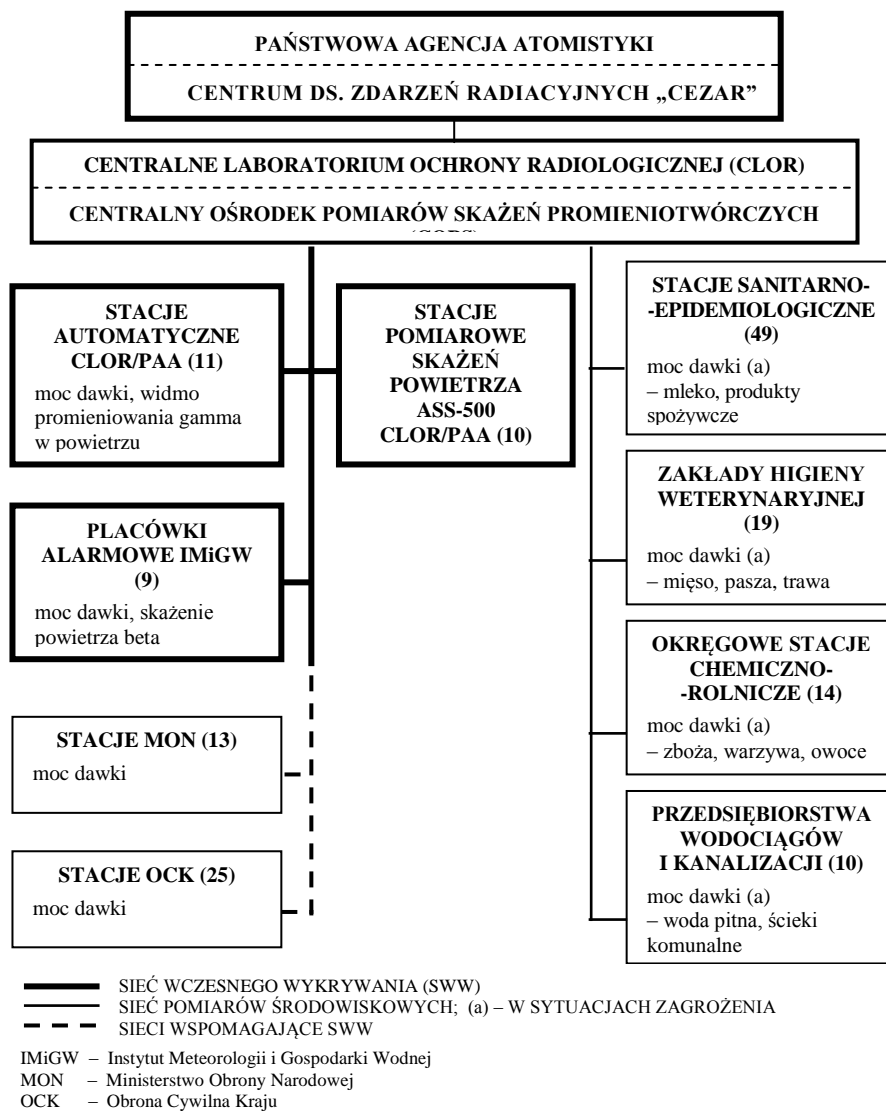 PAŃSTWOWA AGENCJA ATOMISTYKI
CENTRUM DS. ZDARZEŃ RADIACYJNYCH „CEZAR”
CENTRALNE LABORATORIUM OCHRONY RADIOLOGICZNEJ (CLOR)
CENTRALNY OŚRODEK POMIARÓW SKAŻEŃ PROMIENIOTWÓRCZYCH
STACJE
AUTOMATYCZNE
CLOR/PAA (11)
moc dawki, widmo
promieniowania gamma
w powietrzu
STACJE
POMIAROWE
SKAŻEŃ
POWIETRZA
ASS-500
CLOR/PAA (10)
STACJE SANITARNO-
-EPIDEMIOLOGICZNE
(49)
moc dawki (a)
– mleko, produkty
spożywcze
PLACÓWKI
ALARMOWE IMiGW
(9)
moc dawki, skażenie
powietrza beta
ZAKŁADY HIGIENY
WETERYNARYJNEJ
(19)
moc dawki (a)
– mięso, pasza, trawa
OKRĘGOWE STACJE
CHEMICZNO-
-ROLNICZE (14)
moc dawki (a)
– zboża, warzywa, owoce
STACJE MON (13)
moc dawki
STACJE OCK (25)
moc dawki
PRZEDSIĘBIORSTWA
WODOCIĄGÓW
I KANALIZACJI (10)
moc dawki (a)
– woda pitna, ścieki
komunalne
SIEĆ WCZESNEGO WYKRYWANIA (SWW)
SIEĆ POMIARÓW ŚRODOWISKOWYCH; (a) – W SYTUACJACH ZAGROŻENIA
SIECI WSPOMAGAJĄCE SWW
IMiGW – Instytut Meteorologii i Gospodarki Wodnej
MON – Ministerstwo Obrony Narodowej
OCK – Obrona Cywilna Kraju